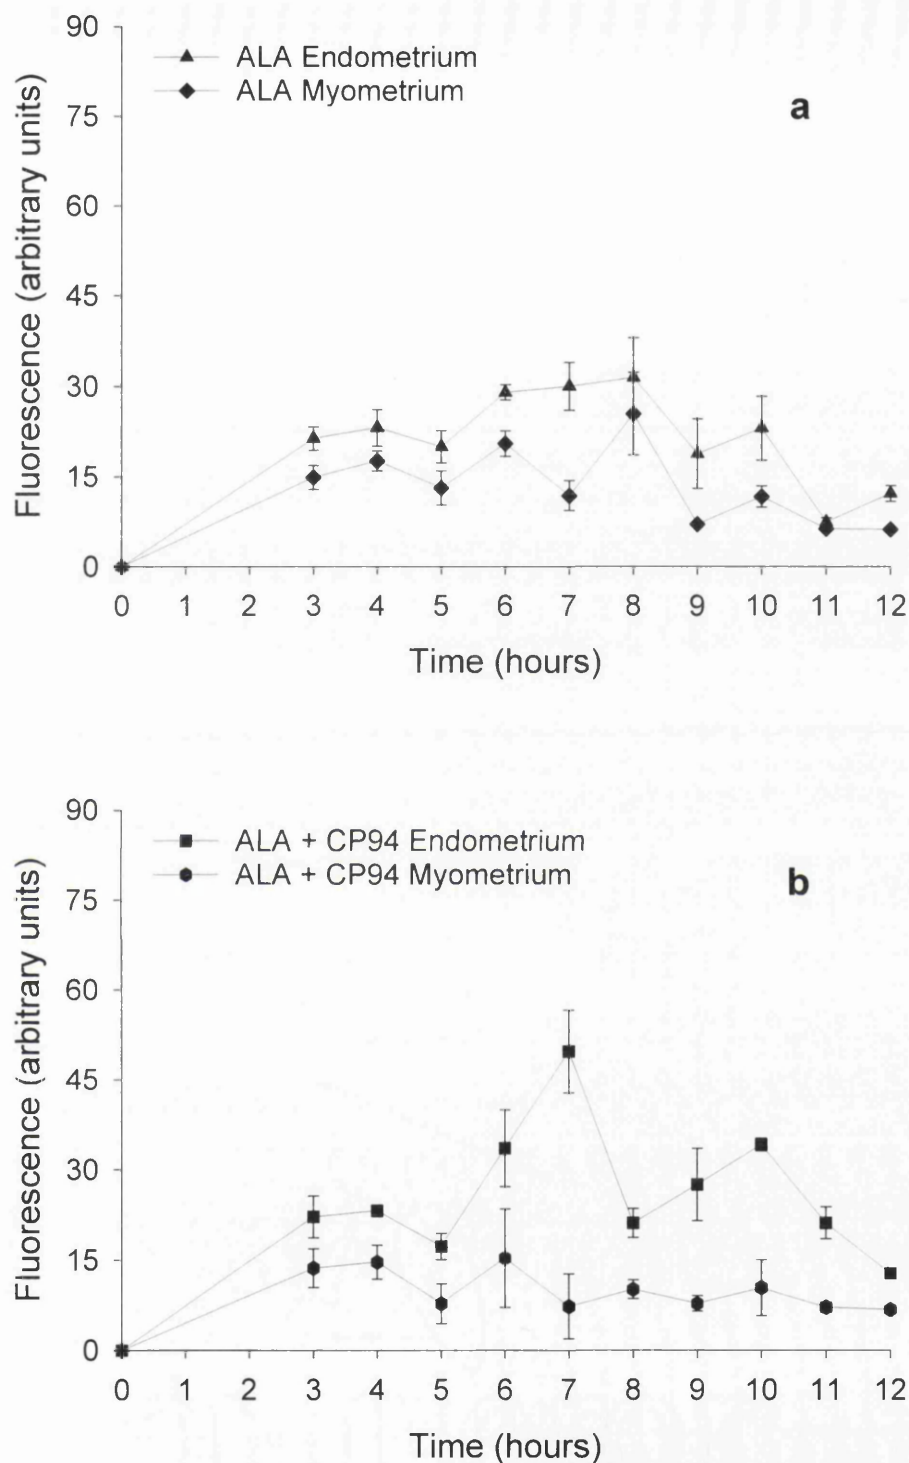 90
75
60
45
30
15
0
Fluorescence (arbitrary units)
ALA Endometrium
ALA Myometrium
a
0 1 2 3 4 5 6 7 8 9 10 11 12
Time (hours)
90
75
60
45
30
15
0
Fluorescence (arbitrary units)
ALA + CP94 Endometrium
ALA + CP94 Myometrium
b
0 1 2 3 4 5 6 7 8 9 10 11 12
Time (hours)